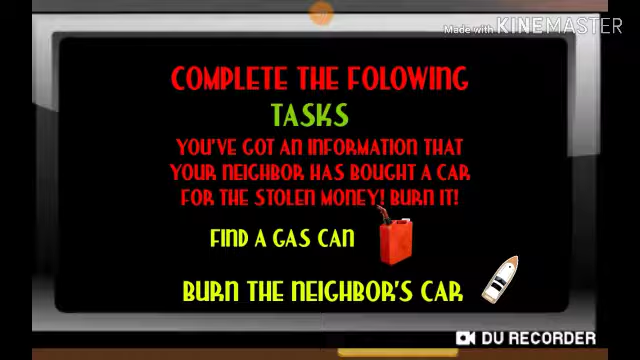 Made with KINEMASTER
COMPLETE THE FOLOWING
TASKS
YOU'VE GOT AN INFORMATION THAT
YOUR NEIGHBOR HAS BOUGHT A CAR
FOR THE STOLEN MONEY! BURN IT!
FIND A GAS CAN
BURN THE NEIGHBOR'S CAR
DU RECORDER